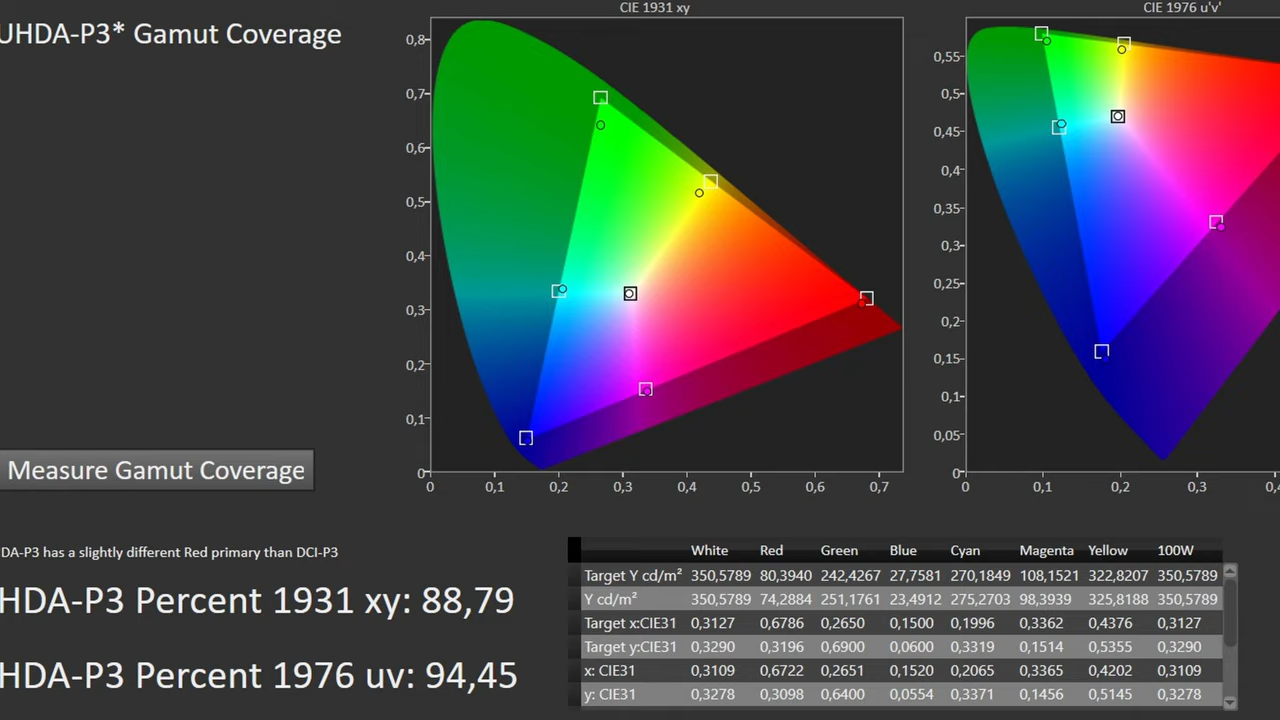 UHDA-P3* Gamut Coverage
CIE 1931 xy
0,8
0,7
0,6
0,5
0,4
0,3
0,2
0,1
0
0 0,1 0,2 0,3 0,4 0,5 0,6 0,7
CIE 1976 u'v'
0,55
0,5
0,45
0,4
0,35
0,3
0,25
0,2
0,15
0,1
0,05
0
0 0,1 0,2 0,3 0,4
Measure Gamut Coverage
DA-P3 has a slightly different Red primary than DCI-P3
HDA-P3 Percent 1931 xy: 88,79
HDA-P3 Percent 1976 uv: 94,45
White Red Green Blue Cyan Magenta Yellow 100W
Target Y cd/m² 350,5789 80,3940 242,4267 27,7581 270,1849 108,1521 322,8207 350,5789
Y cd/m² 350,5789 74,2884 251,1761 23,4912 275,2703 98,3939 325,8188 350,5789
Target x:CIE31 0,3127 0,6786 0,2650 0,1500 0,1996 0,3362 0,4376 0,3127
Target y:CIE31 0,3290 0,3196 0,6900 0,0600 0,3319 0,1514 0,5355 0,3290
x: CIE31 0,3109 0,6722 0,2651 0,1520 0,2065 0,3365 0,4202 0,3109
y: CIE31 0,3278 0,3098 0,6400 0,0554 0,3371 0,1456 0,5145 0,3278